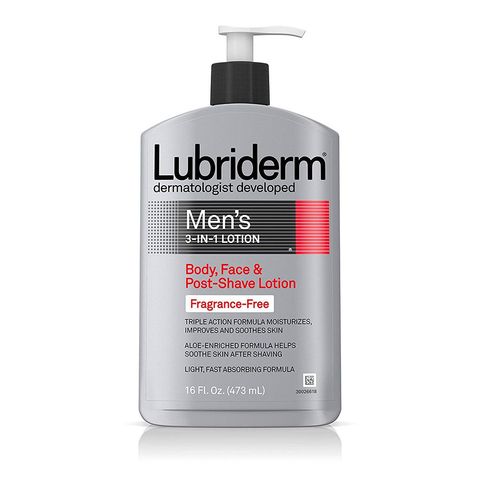 Lubriderm®
dermatologist developed
Men's
3-IN-1 LOTION
Body, Face &
Post-Shave Lotion
Fragrance-Free
TRIPLE ACTION FORMULA MOISTURIZES,
IMPROVES AND SOOTHES SKIN
ALOE-ENRICHED FORMULA HELPS
SOOTHE SKIN AFTER SHAVING
LIGHT, FAST ABSORBING FORMULA
16 Fl. Oz. (473 mL)